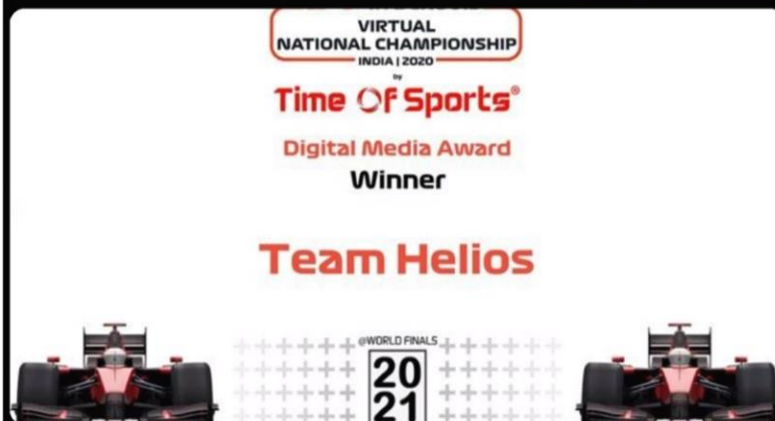 VIRTUAL
NATIONAL CHAMPIONSHIP
INDIA | 2020
by
Time Of Sports®
Digital Media Award
Winner
Team Helios
@WORLD FINALS
20
21